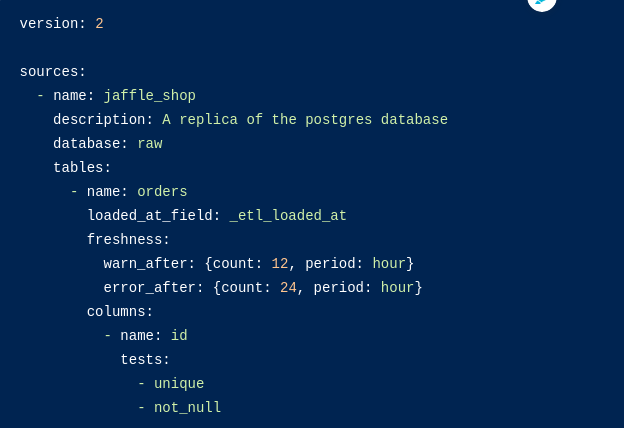 version: 2
sources:
  - name: jaffle_shop
    description: A replica of the postgres database
    database: raw
    tables:
      - name: orders
        loaded_at_field: _etl_loaded_at
        freshness:
          warn_after: {count: 12, period: hour}
          error_after: {count: 24, period: hour}
        columns:
          - name: id
            tests:
              - unique
              - not_null